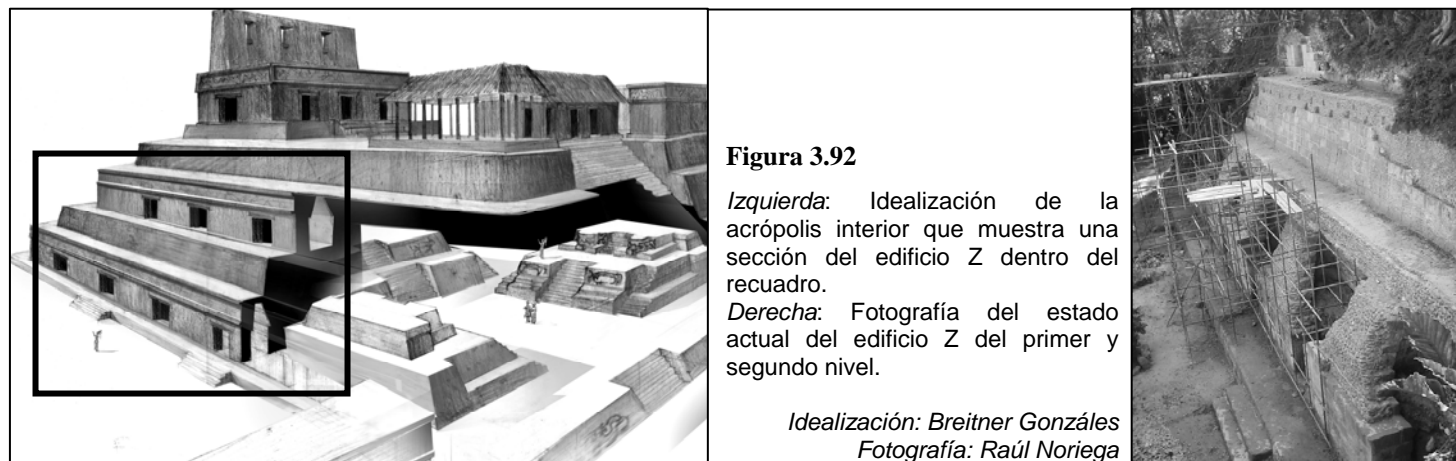 Figura 3.92
Izquierda: Idealización de la
acrópolis interior que muestra una
sección del edificio Z dentro del
recuadro.
Derecha: Fotografía del estado
actual del edificio Z del primer y
segundo nivel.
Idealización: Breitner Gonzáles
Fotografía: Raúl Noriega